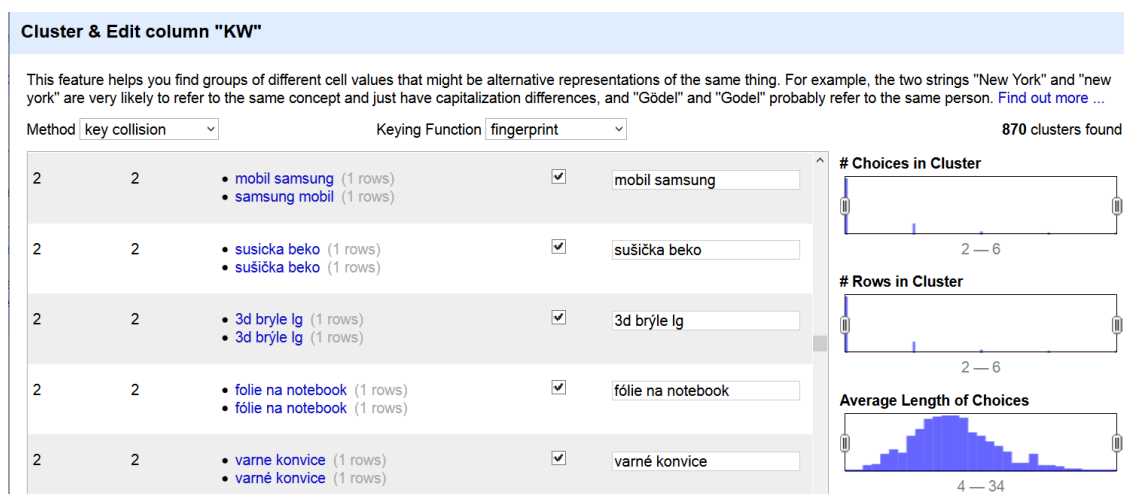 Cluster & Edit column "KW"
This feature helps you find groups of different cell values that might be alternative representations of the same thing. For example, the two strings "New York" and "new
york" are very likely to refer to the same concept and just have capitalization differences, and "Gödel" and "Godel" probably refer to the same person. Find out more ...
Method key collision Keying Function fingerprint 870 clusters found
2 2 • mobil samsung (1 rows) mobil samsung
• samsung mobil (1 rows)
2 2 • susicka beko (1 rows) sušička beko
• sušička beko (1 rows)
2 2 • 3d bryle lg (1 rows) 3d brýle lg
• 3d brýle lg (1 rows)
2 2 • folie na notebook (1 rows) fólie na notebook
• fólie na notebook (1 rows)
2 2 • varne konvice (1 rows) varné konvice
• varné konvice (1 rows)
# Choices in Cluster
2 — 6
# Rows in Cluster
2 — 6
Average Length of Choices
4 — 34